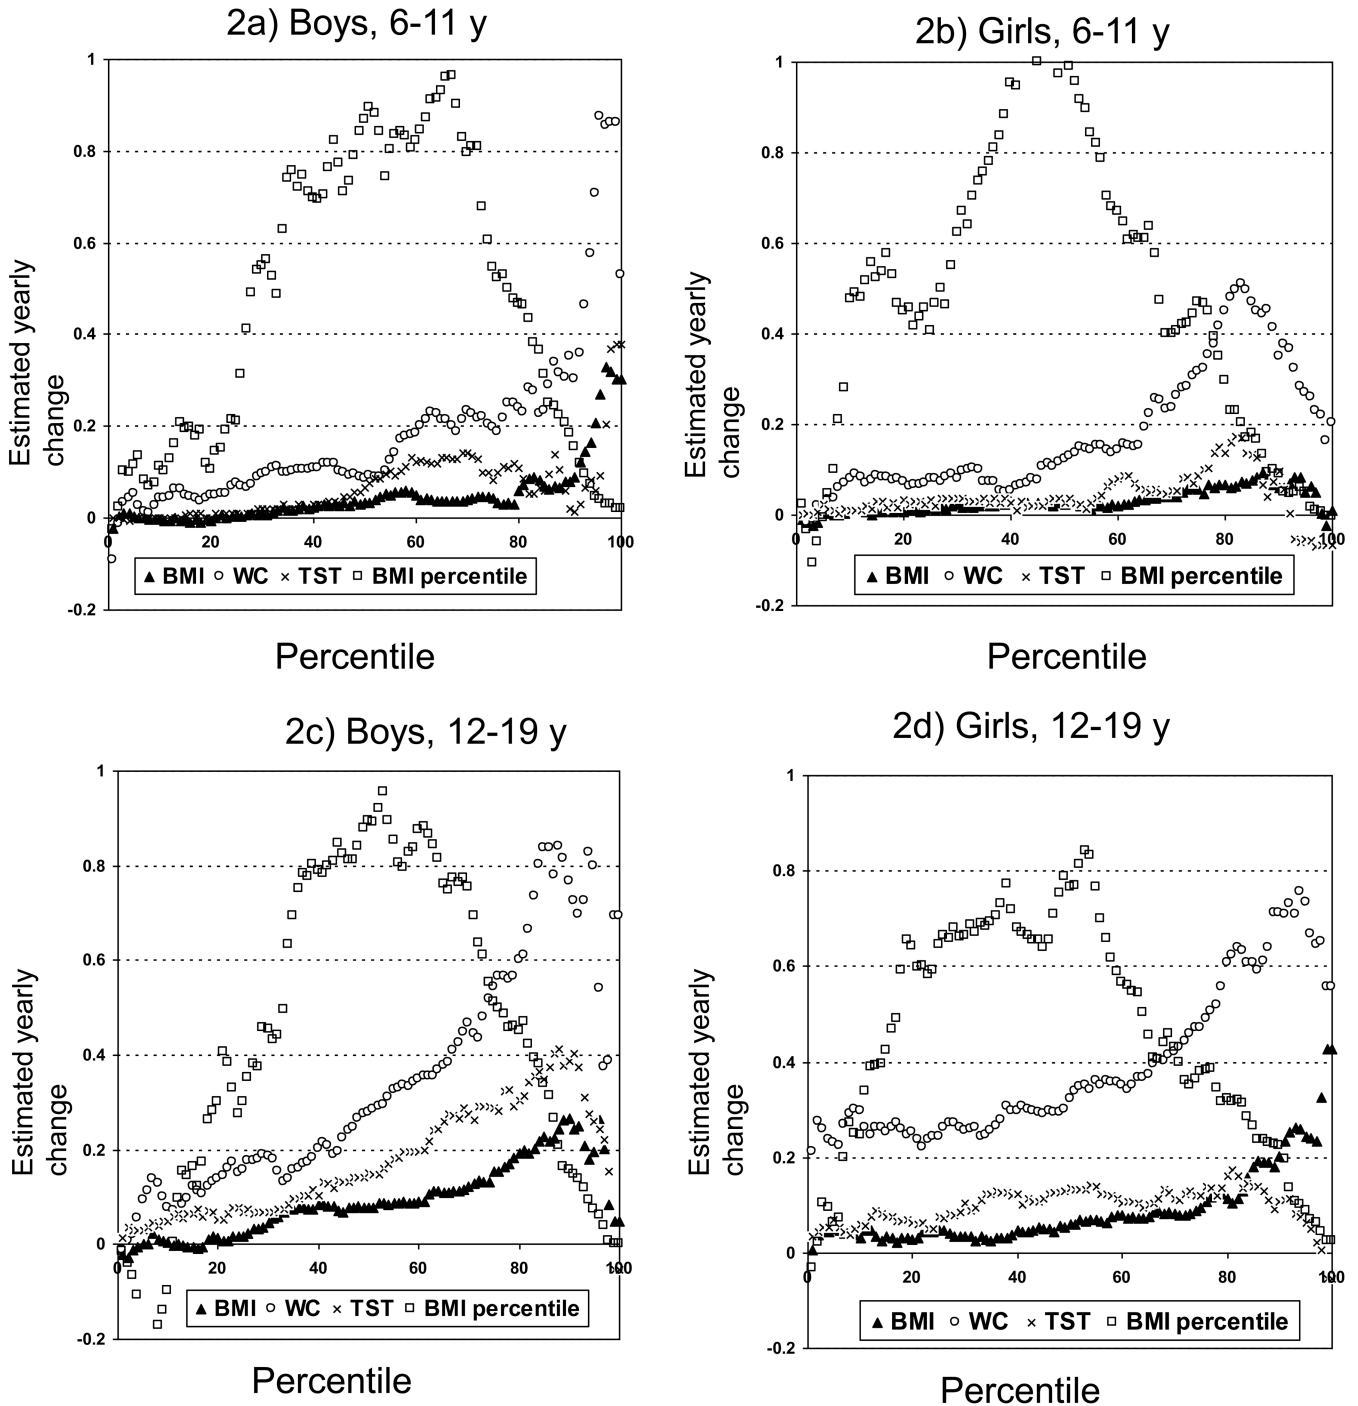 2a) Boys, 6-11 y
1
0.8
0.6
0.4
0.2
0
-0.2
0 20 40 60 80 100
Estimated yearly
change
BMI WC TST BMI percentile
Percentile
2b) Girls, 6-11 y
1
0.8
0.6
0.4
0.2
0
-0.2
0 20 40 60 80 100
Estimated yearly
change
BMI WC TST BMI percentile
Percentile
2c) Boys, 12-19 y
1
0.8
0.6
0.4
0.2
0
-0.2
0 20 40 60 80 100
Estimated yearly
change
BMI WC TST BMI percentile
Percentile
2d) Girls, 12-19 y
1
0.8
0.6
0.4
0.2
0
-0.2
0 20 40 60 80 100
Estimated yearly
change
BMI WC TST BMI percentile
Percentile